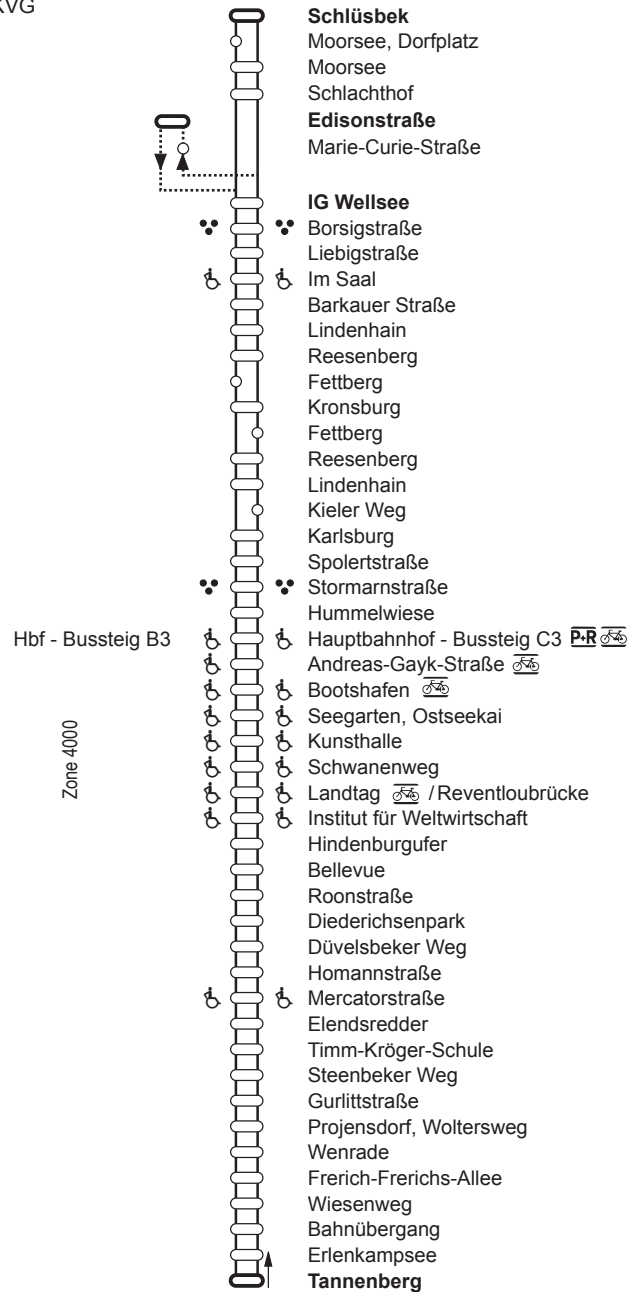 KVG
Schlüsbek
Moorsee, Dorfplatz
Moorsee
Schlachthof
Edisonstraße
Marie-Curie-Straße
IG Wellsee
Borsigstraße
Liebigstraße
Im Saal
Barkauer Straße
Lindenhain
Reesenberg
Fettberg
Kronsburg
Fettberg
Reesenberg
Lindenhain
Kieler Weg
Karlsburg
Spolertstraße
Stormarnstraße
Hummelwiese
Hbf - Bussteig B3 Hauptbahnhof - Bussteig C3 P+R
Andreas-Gayk-Straße
Bootshafen
Seegarten, Ostseekai
Kunsthalle
Schwanenweg
Landtag / Reventloubrücke
Institut für Weltwirtschaft
Zone 4000
Hindenburgufer
Bellevue
Roonstraße
Diederichsenpark
Düvelsbeker Weg
Homannstraße
Mercatorstraße
Elendsredder
Timm-Kröger-Schule
Steenbeker Weg
Gurlittstraße
Projensdorf, Woltersweg
Wenrade
Frerich-Frerichs-Allee
Wiesenweg
Bahnübergang
Erlenkampsee
Tannenberg